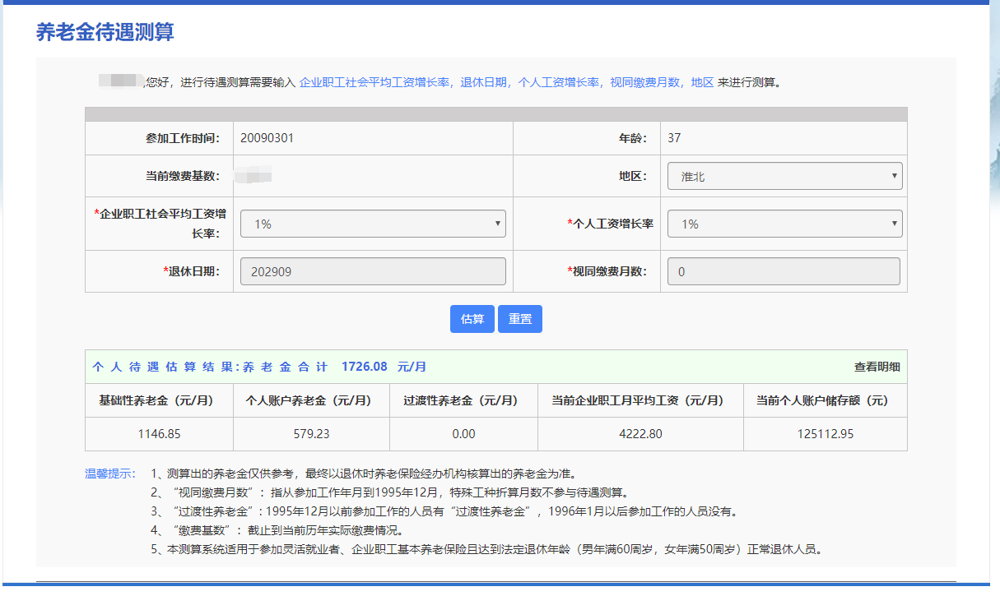 养老金待遇测算
,您好，进行待遇测算需要输入 企业职工社会平均工资增长率，退休日期，个人工资增长率，视同缴费月数，地区 来进行测算。
参加工作时间： 20090301 年龄： 37
当前缴费基数： 地区： 淮北
*企业职工社会平均工资增
长率： 1% *个人工资增长率 1%
*退休日期： 202909 *视同缴费月数： 0
估算 重置
个人待遇估算结果:养老金合计 1726.08 元/月 查看明细
基础性养老金（元/月） 个人账户养老金（元/月） 过渡性养老金（元/月） 当前企业职工月平均工资（元/月） 当前个人账户储存额（元）
1146.85 579.23 0.00 4222.80 125112.95
温馨提示： 1、测算出的养老金仅供参考，最终以退休时养老保险经办机构核算出的养老金为准。
2、“视同缴费月数”：指从参加工作年月到1995年12月，特殊工种折算月数不参与待遇测算。
3、“过渡性养老金”: 1995年12月以前参加工作的人员有“过渡性养老金”，1996年1月以后参加工作的人员没有。
4、“缴费基数”：截止到当前历年实际缴费情况。
5、本测算系统适用于参加灵活就业者、企业职工基本养老保险且达到法定退休年龄（男年满60周岁，女年满50周岁）正常退休人员。